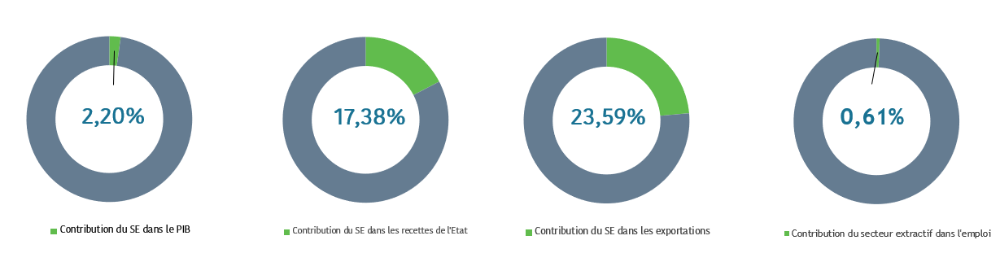 2,20%
17,38%
23,59%
0,61%
Contribution du SE dans le PIB
Contribution du SE dans les recettes de l'Etat
Contribution du SE dans les exportations
Contribution du secteur extractif dans l'emploi